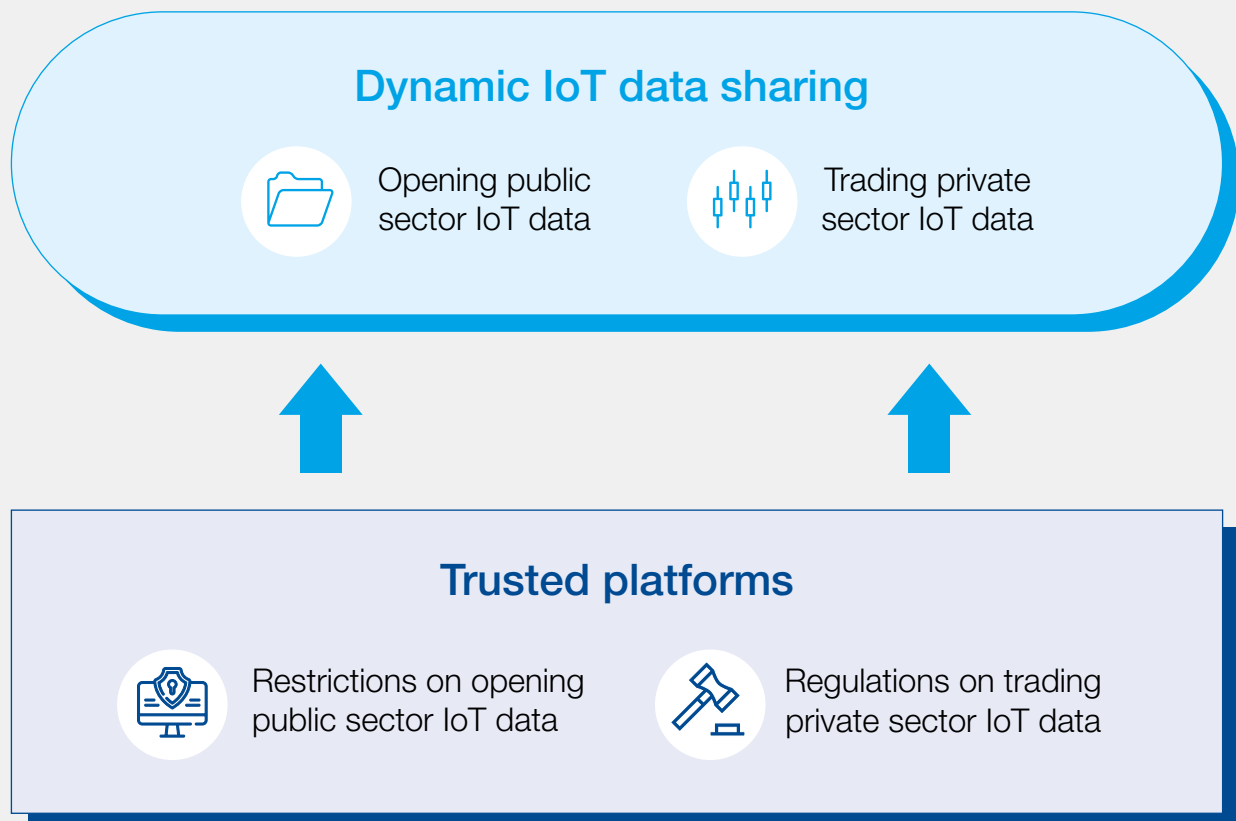 Dynamic IoT data sharing
Opening public
sector IoT data
Trading private
sector IoT data
Trusted platforms
Restrictions on opening
public sector IoT data
Regulations on trading
private sector IoT data